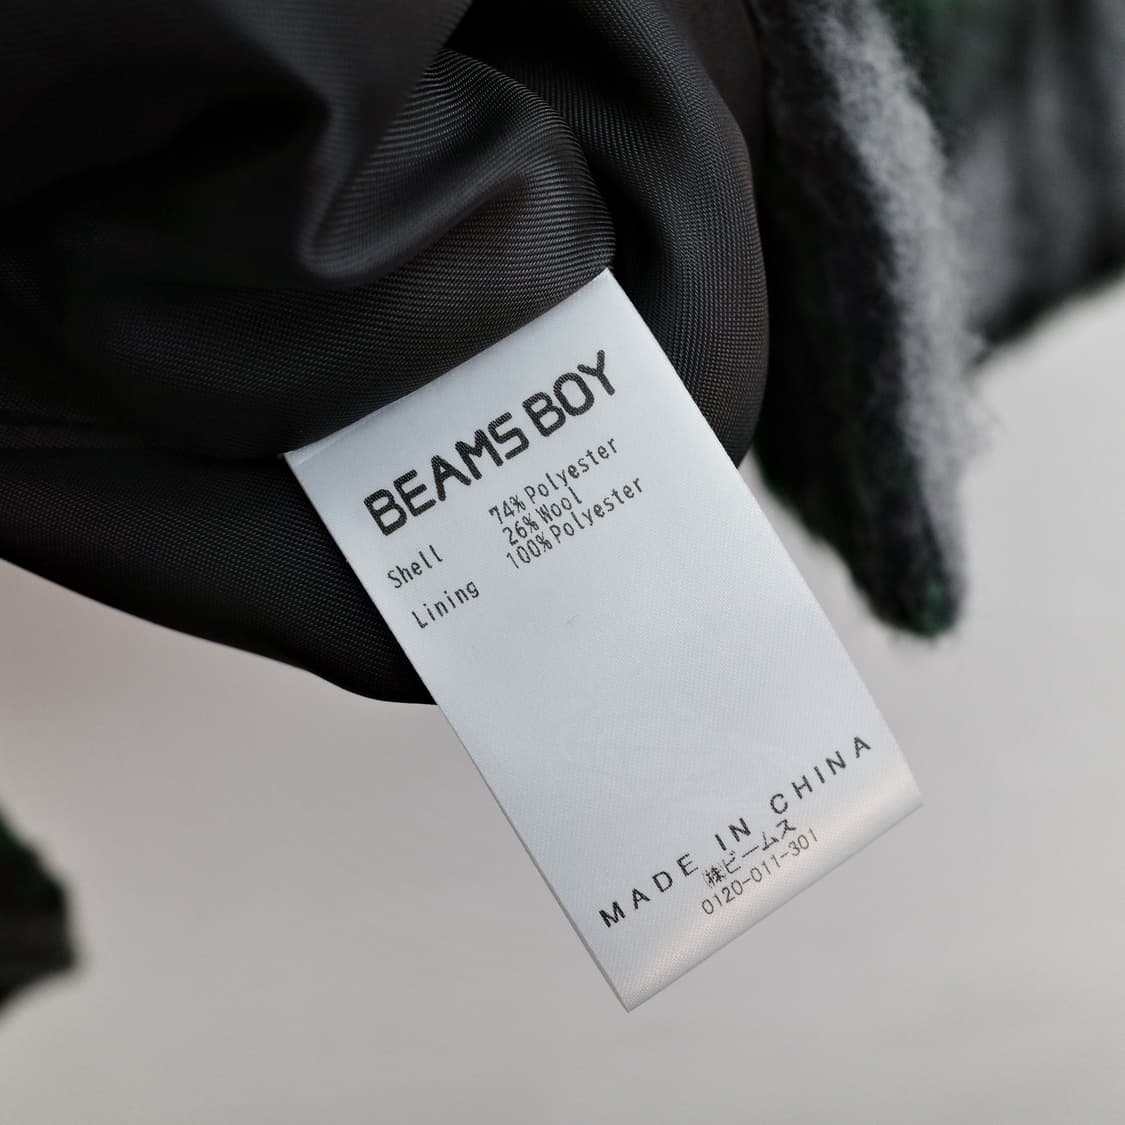 BEAMS BOY
Shell 74% Polyester
26% Wool
Lining 100% Polyester
MADE IN CHINA
㈱ビームス
0120-011-301